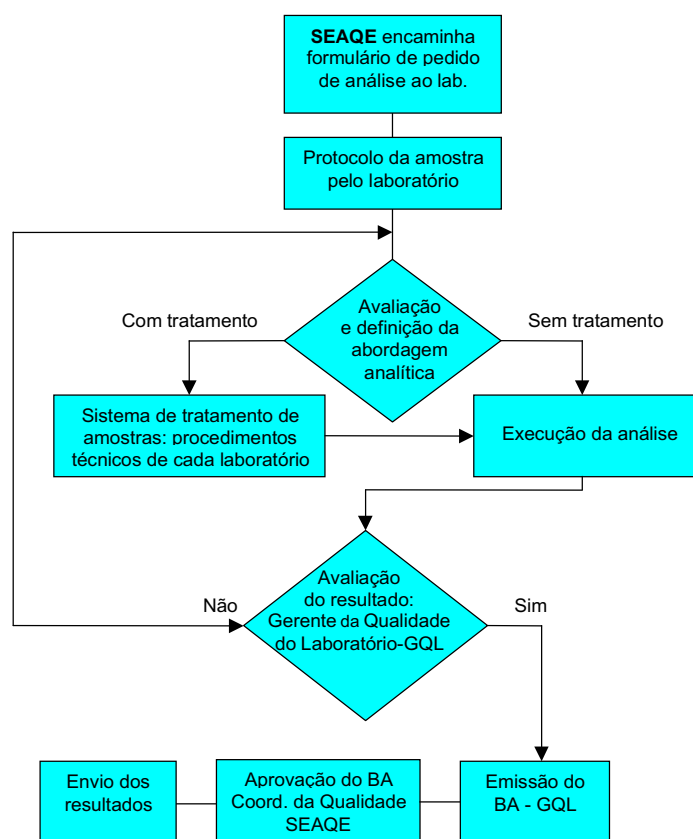 SEAQE encaminha
formulário de pedido
de análise ao lab.
Protocolo da amostra
pelo laboratório
Avaliação
e definição da
abordagem
analítica
Com tratamento
Sem tratamento
Sistema de tratamento de
amostras: procedimentos
técnicos de cada laboratório
Execução da análise
Avaliação
do resultado:
Gerente da Qualidade
do Laboratório-GQL
Não
Sim
Envio dos
resultados
Aprovação do BA
Coord. da Qualidade
SEAQE
Emissão do
BA - GQL